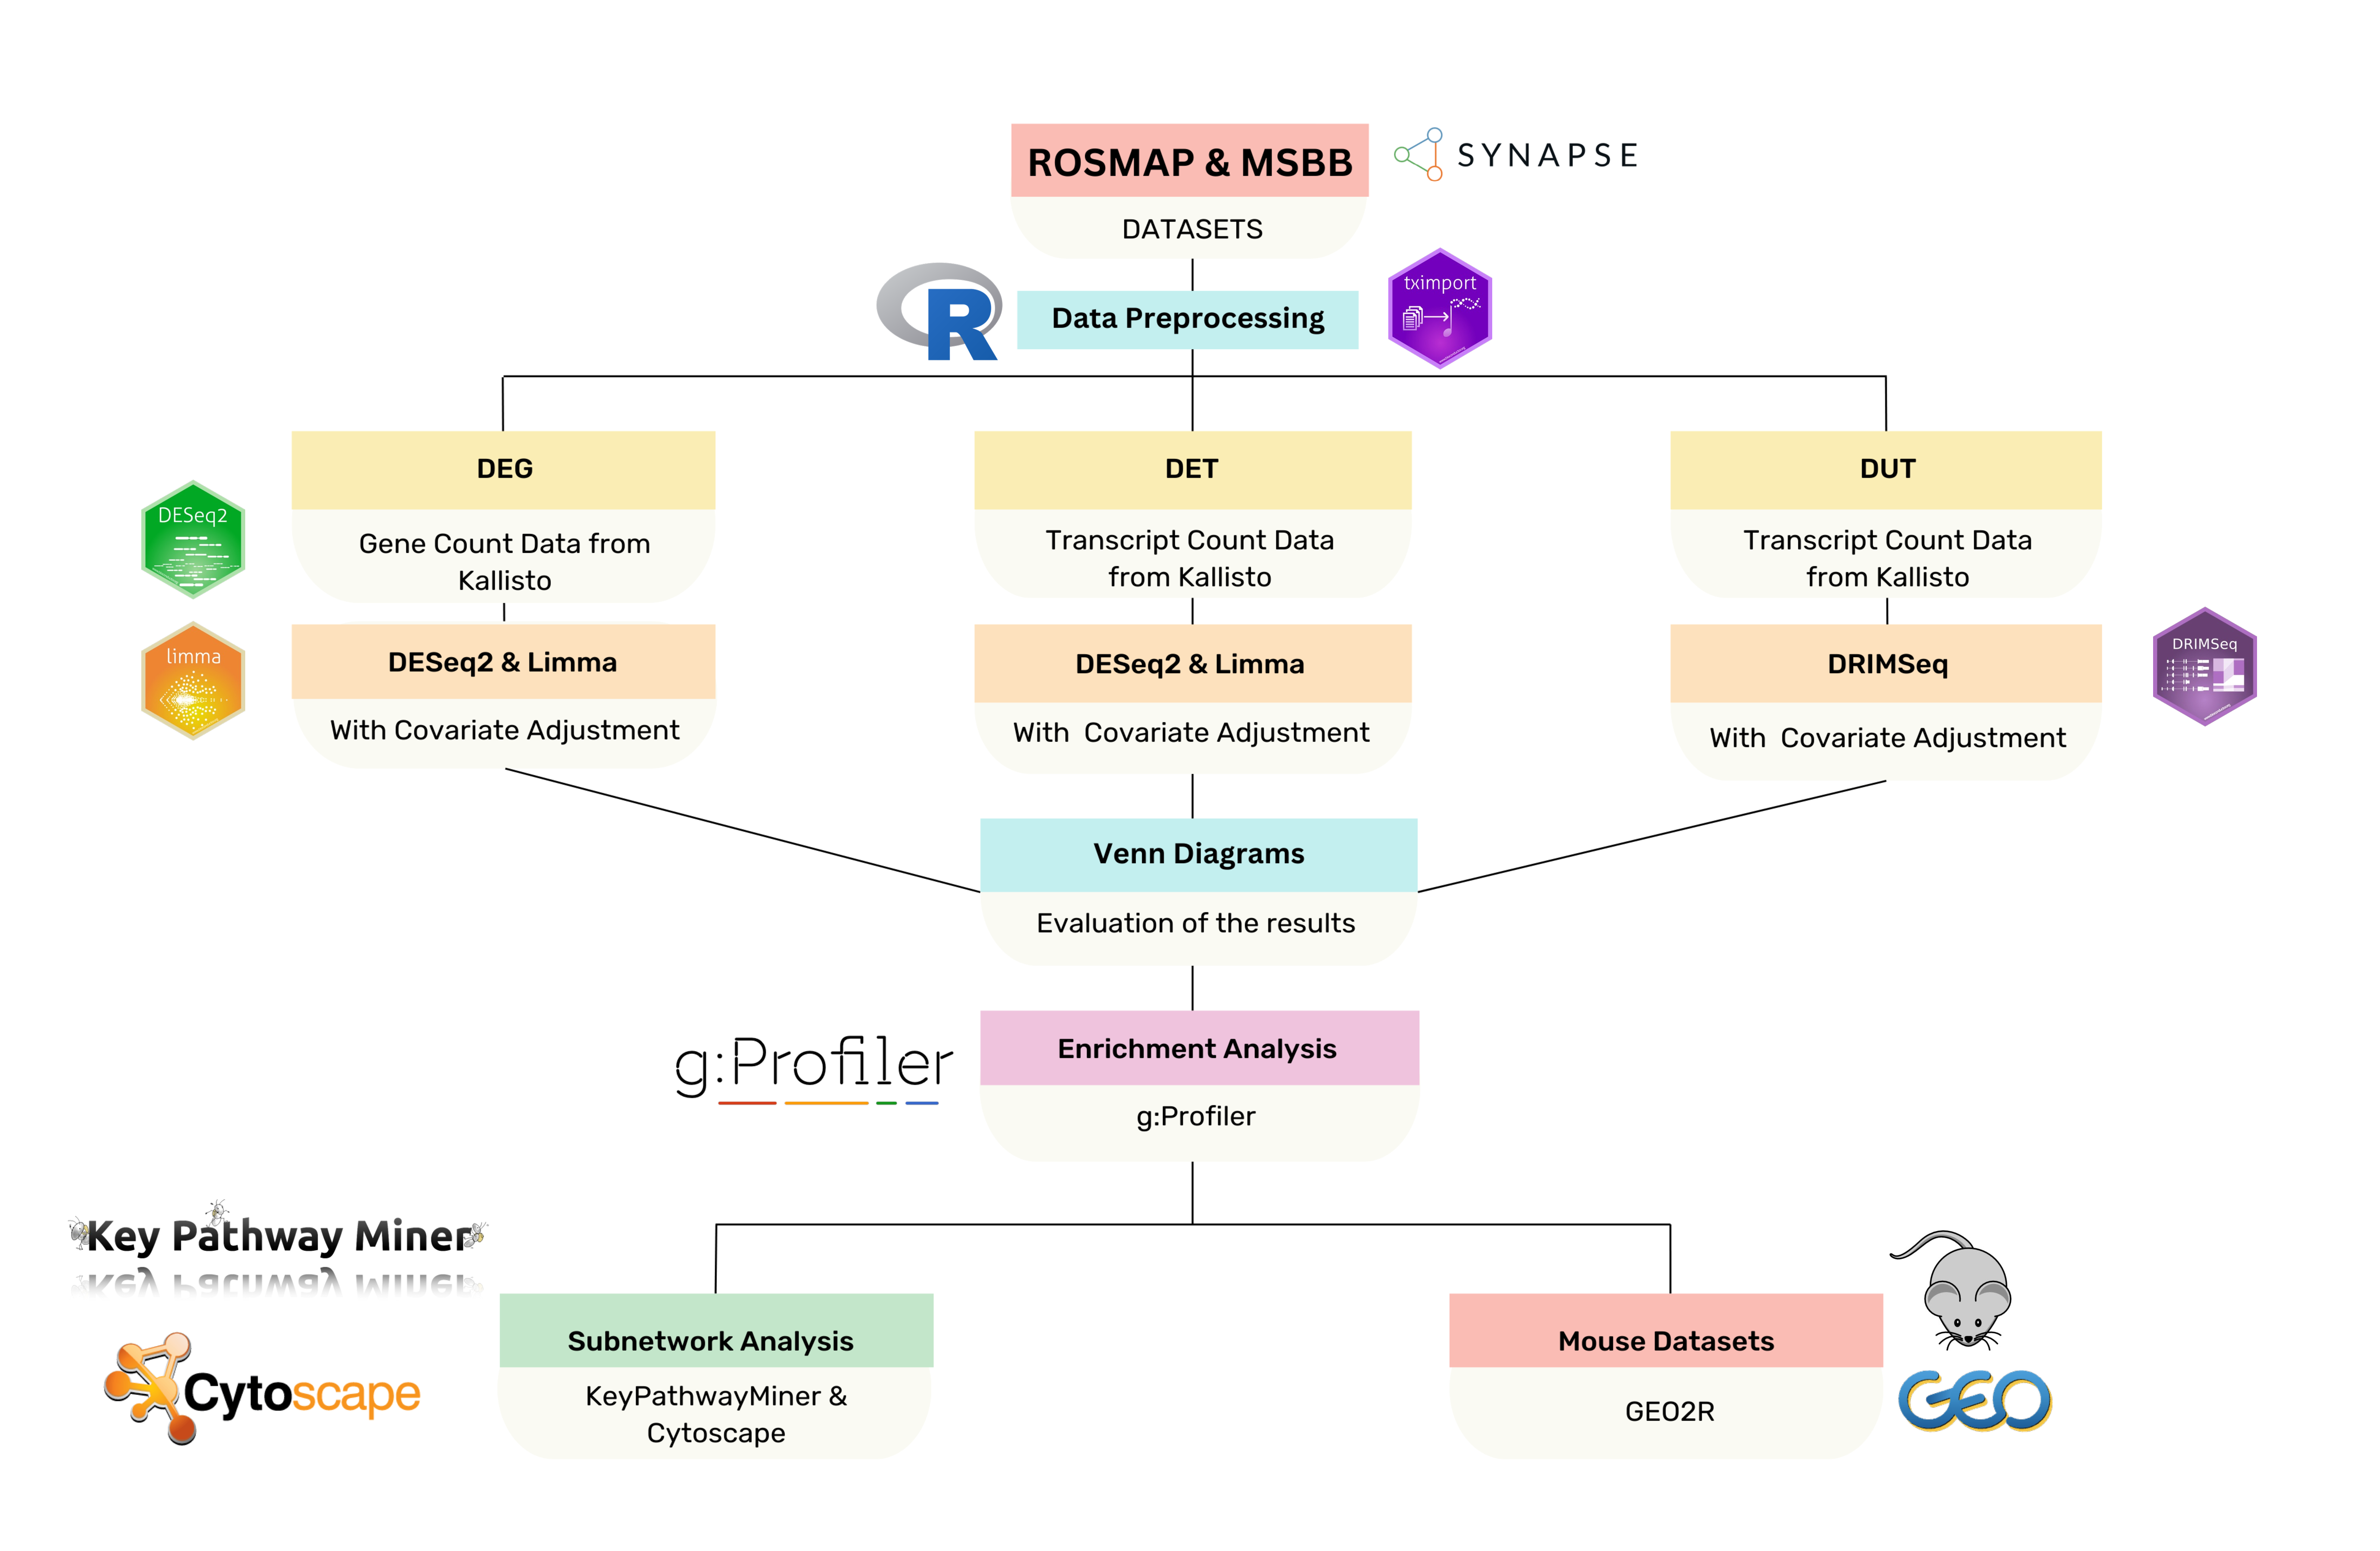 ROSMAP & MSBB
SYNAPSE
DATASETS
R
Data Preprocessing
tximport
DEG
DET
DUT
DESeq2
Gene Count Data from
Kallisto
Transcript Count Data
from Kallisto
Transcript Count Data
from Kallisto
limma
DESeq2 & Limma
With Covariate Adjustment
DESeq2 & Limma
With  Covariate Adjustment
DRIMSeq
With  Covariate Adjustment
DRIMSeq
Venn Diagrams
Evaluation of the results
g:Profiler
Enrichment Analysis
g:Profiler
Key Pathway Miner
Cytoscape
Subnetwork Analysis
KeyPathwayMiner &
Cytoscape
Mouse Datasets
GEO2R
GEO